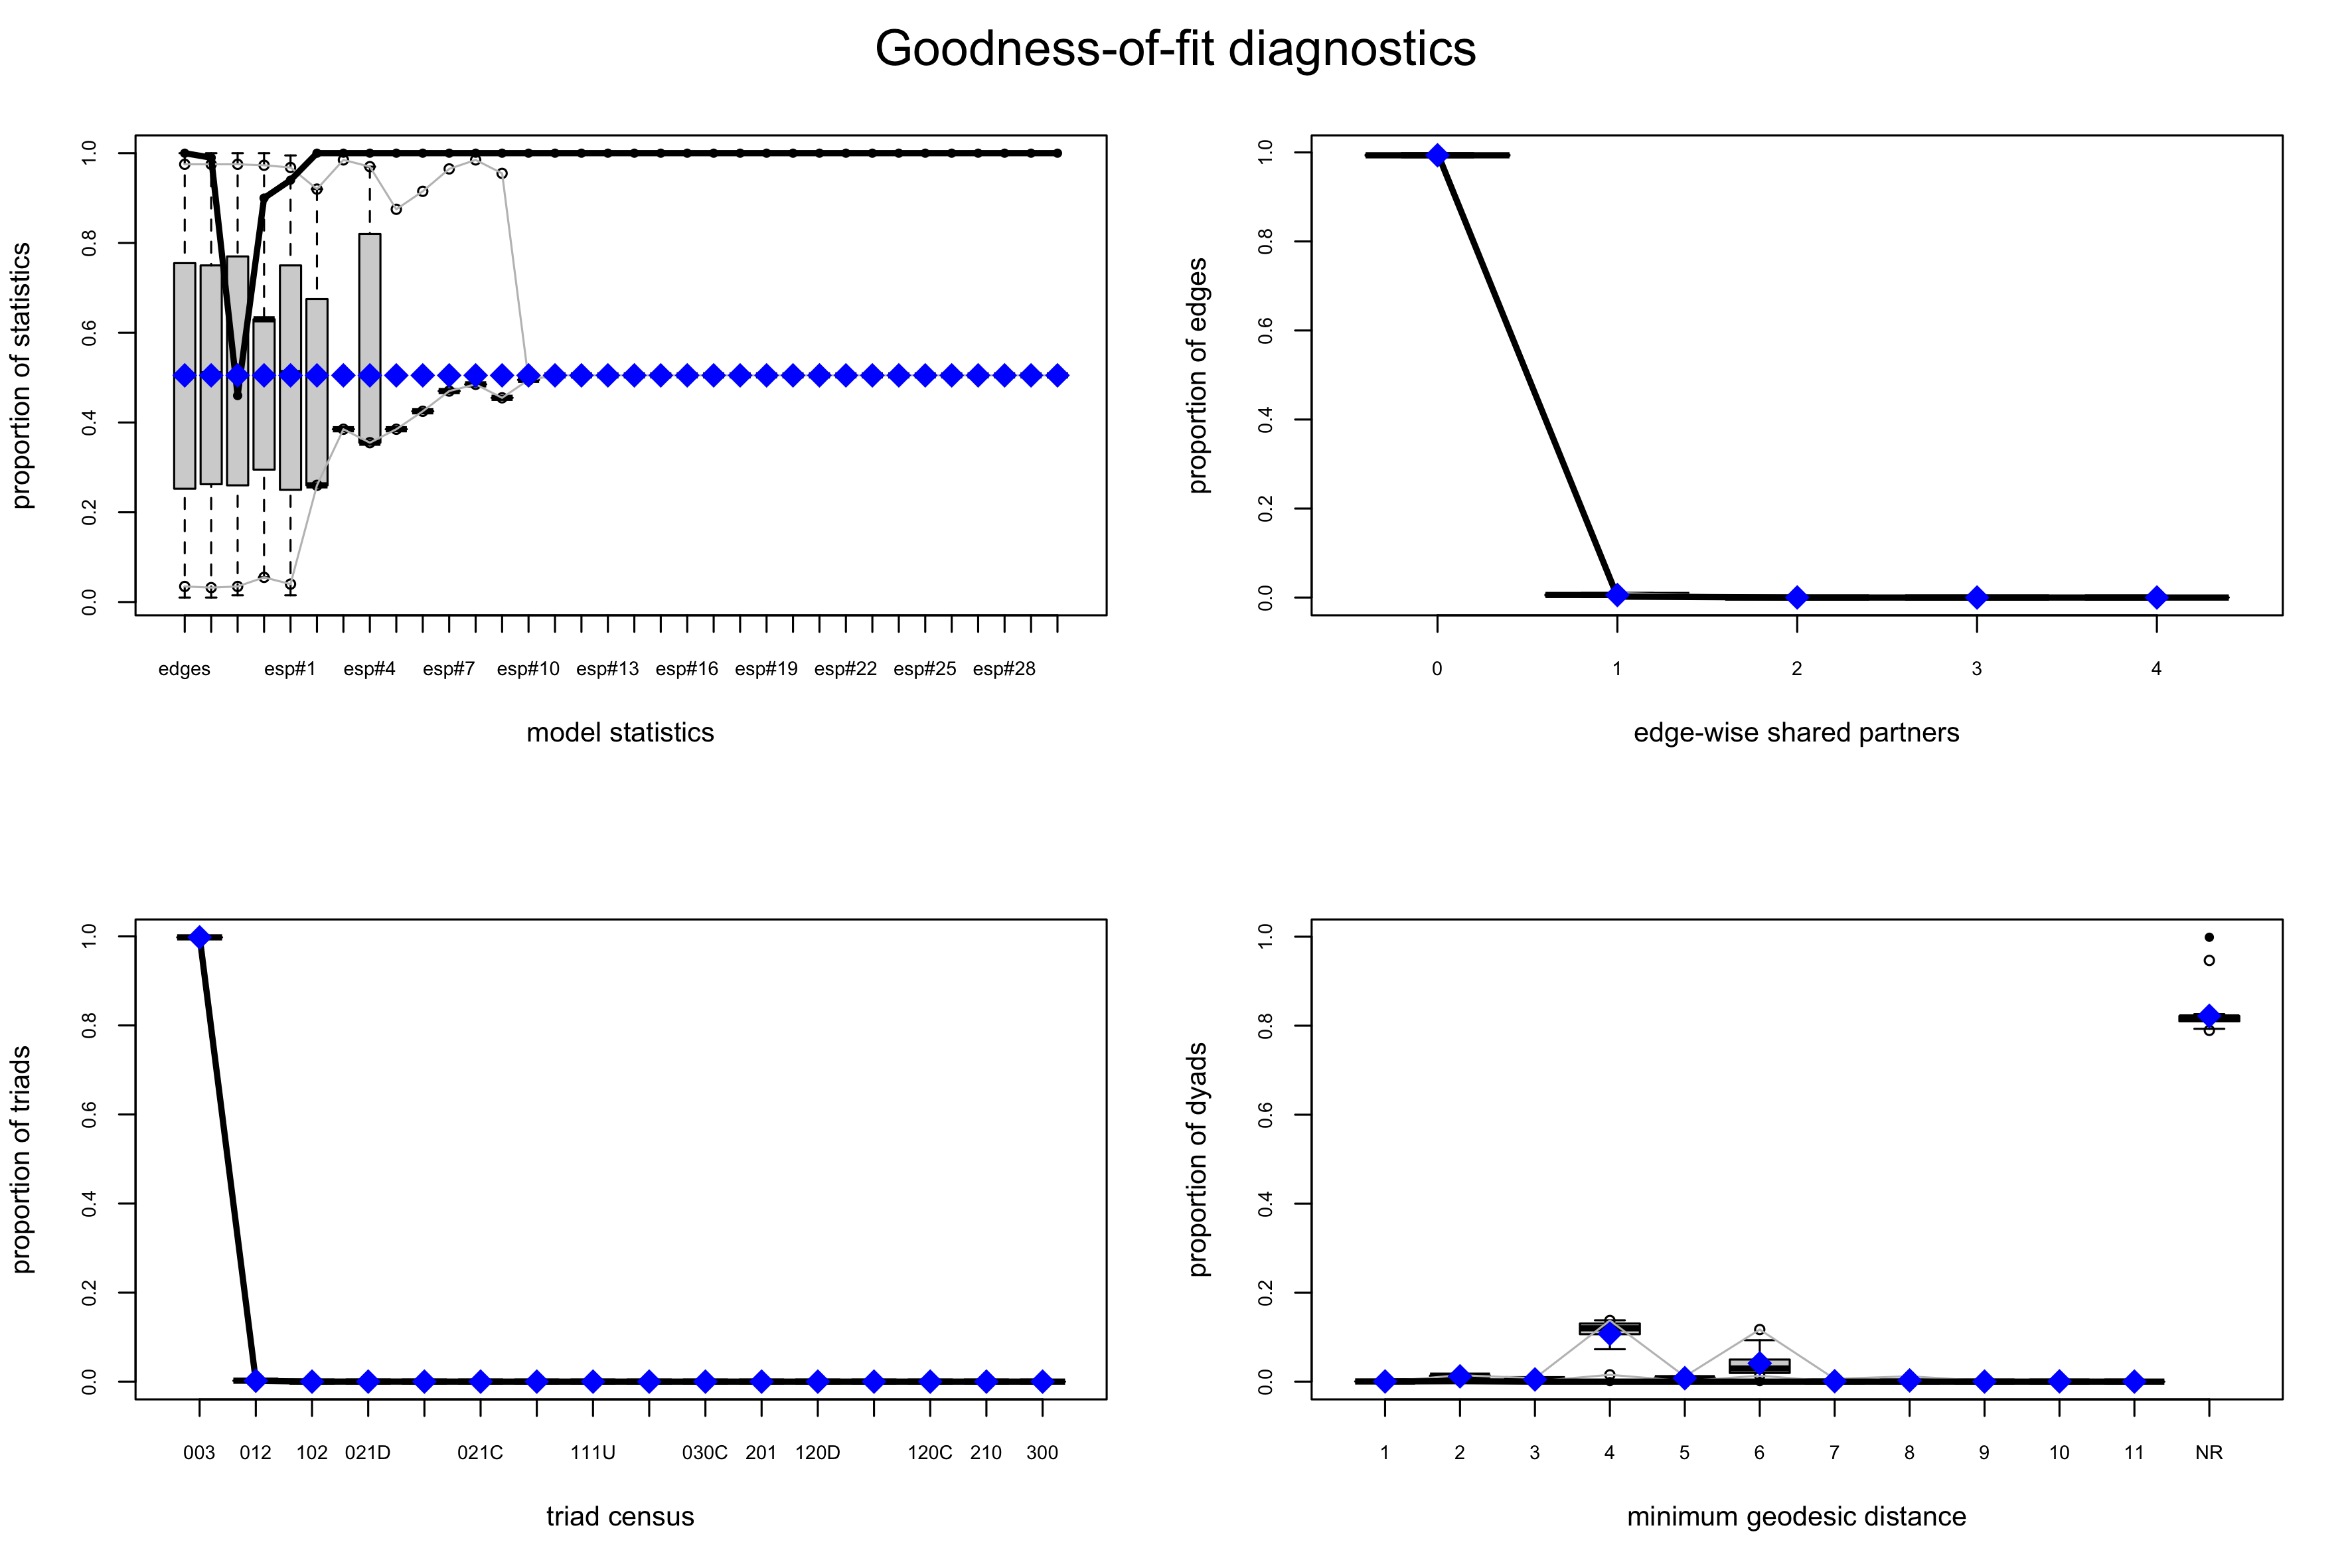 Goodness-of-fit diagnostics
proportion of statistics
0.0 0.2 0.4 0.6 0.8 1.0
edges esp#1 esp#4 esp#7 esp#10 esp#13 esp#16 esp#19 esp#22 esp#25 esp#28
model statistics
proportion of edges
0.0 0.2 0.4 0.6 0.8 1.0
0 1 2 3 4
edge-wise shared partners
proportion of triads
0.0 0.2 0.4 0.6 0.8 1.0
003 012 102 021D 021C 111U 030C 201 120D 120C 210 300
triad census
proportion of dyads
0.0 0.2 0.4 0.6 0.8 1.0
1 2 3 4 5 6 7 8 9 10 11 NR
minimum geodesic distance